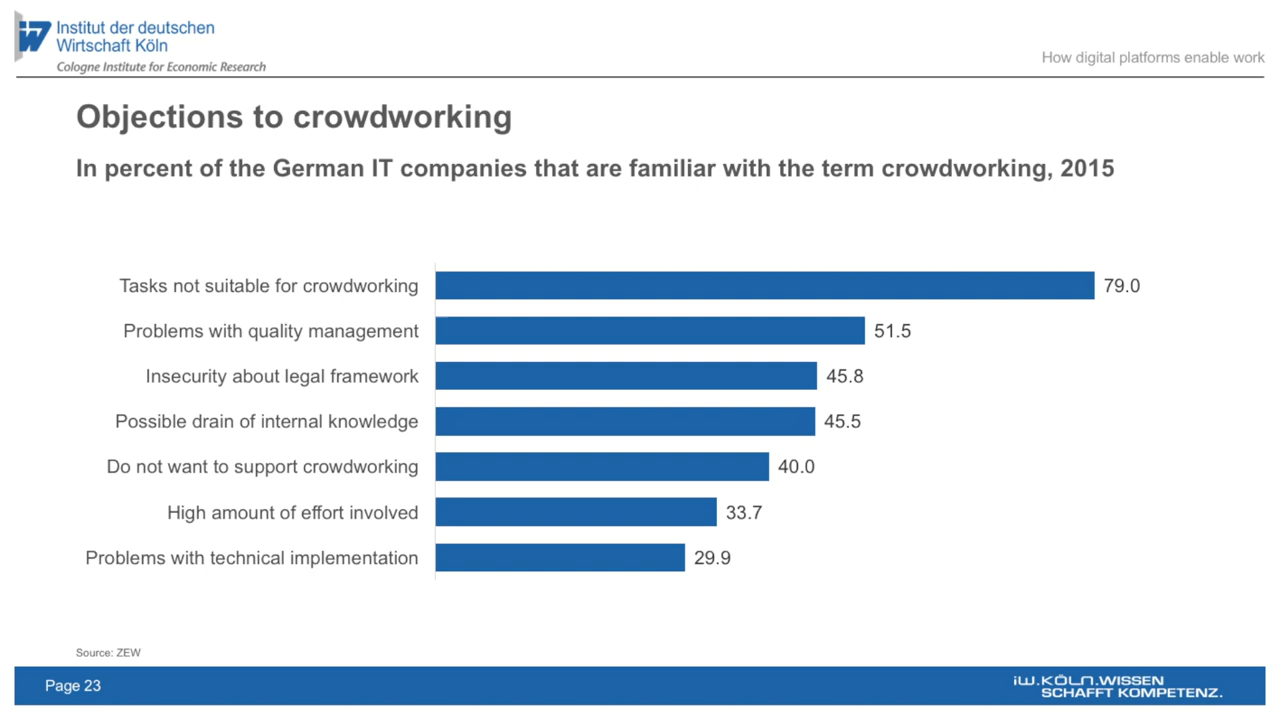 Institut der deutschen
Wirtschaft Köln
Cologne Institute for Economic Research
How digital platforms enable work
Objections to crowdworking
In percent of the German IT companies that are familiar with the term crowdworking, 2015
Tasks not suitable for crowdworking 79.0
Problems with quality management 51.5
Insecurity about legal framework 45.8
Possible drain of internal knowledge 45.5
Do not want to support crowdworking 40.0
High amount of effort involved 33.7
Problems with technical implementation 29.9
Source: ZEW
Page 23
iW.KÖLN.WISSEN
SCHAFFT KOMPETENZ.